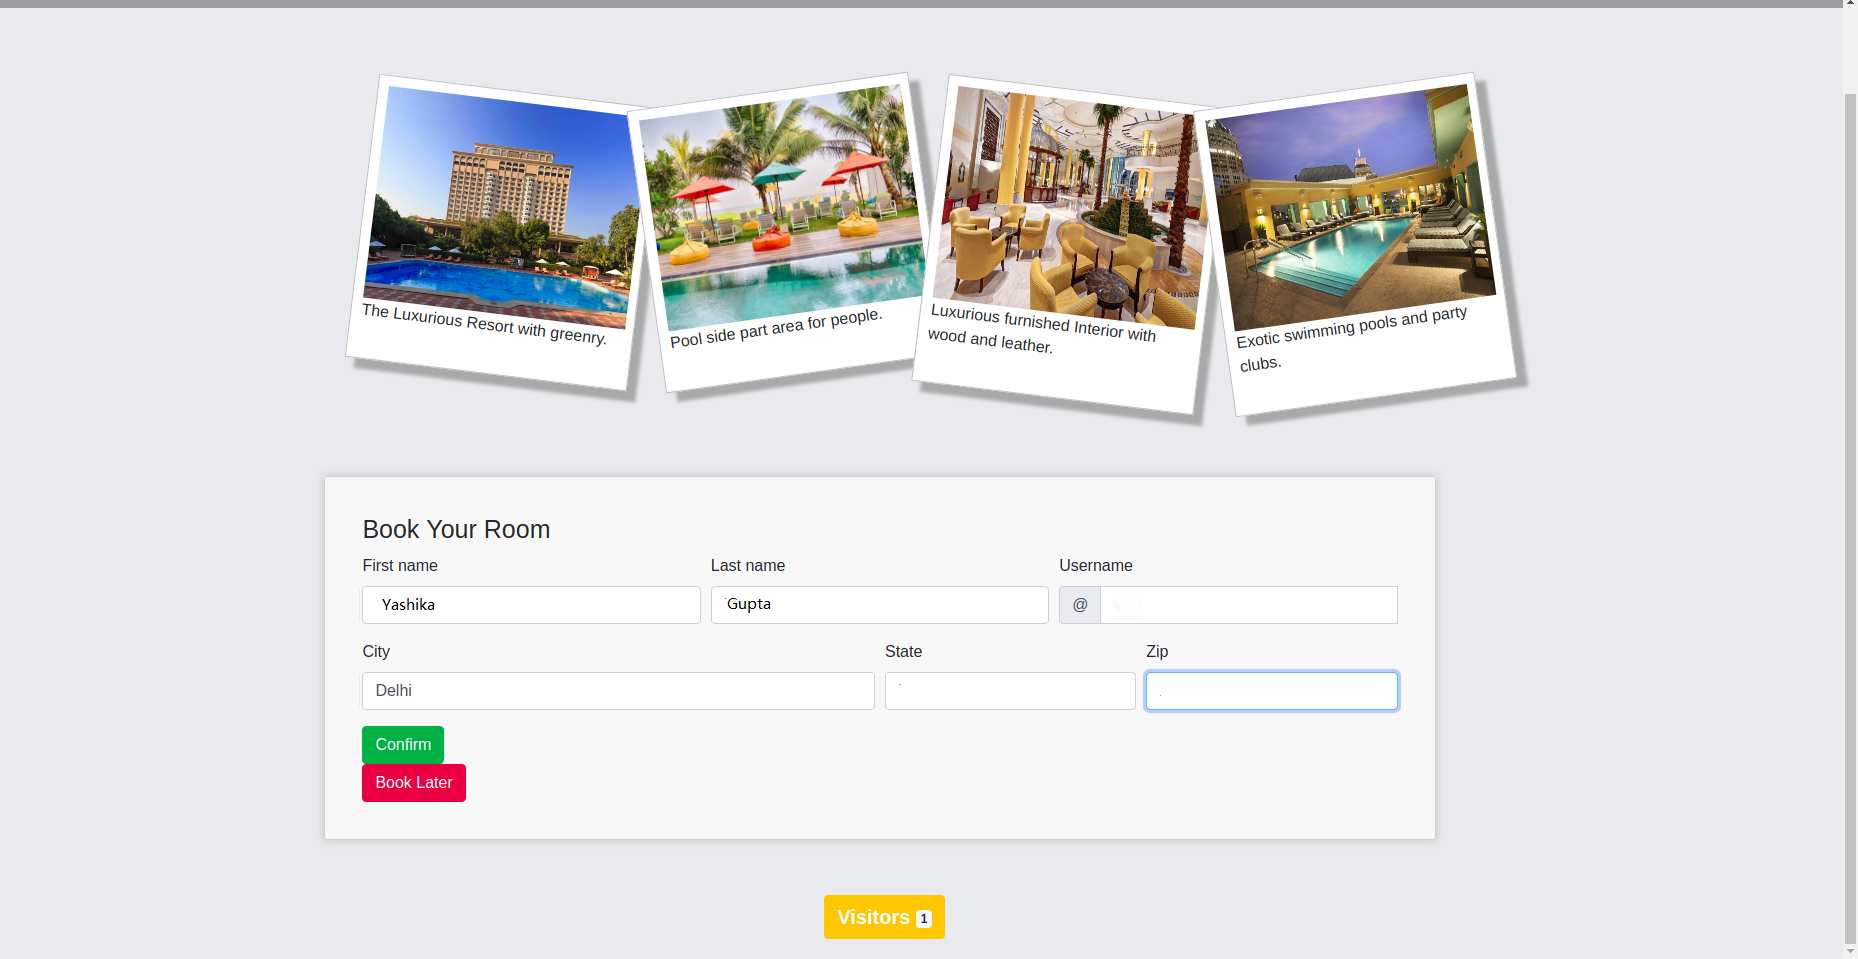 The Luxurious Resort with greenry.
Pool side part area for people.
Luxurious furnished Interior with
wood and leather.
Exotic swimming pools and party
clubs.
Book Your Room
First name
Last name
Username
Yashika
Gupta
@
City
State
Zip
Delhi
Confirm
Book Later
Visitors 1